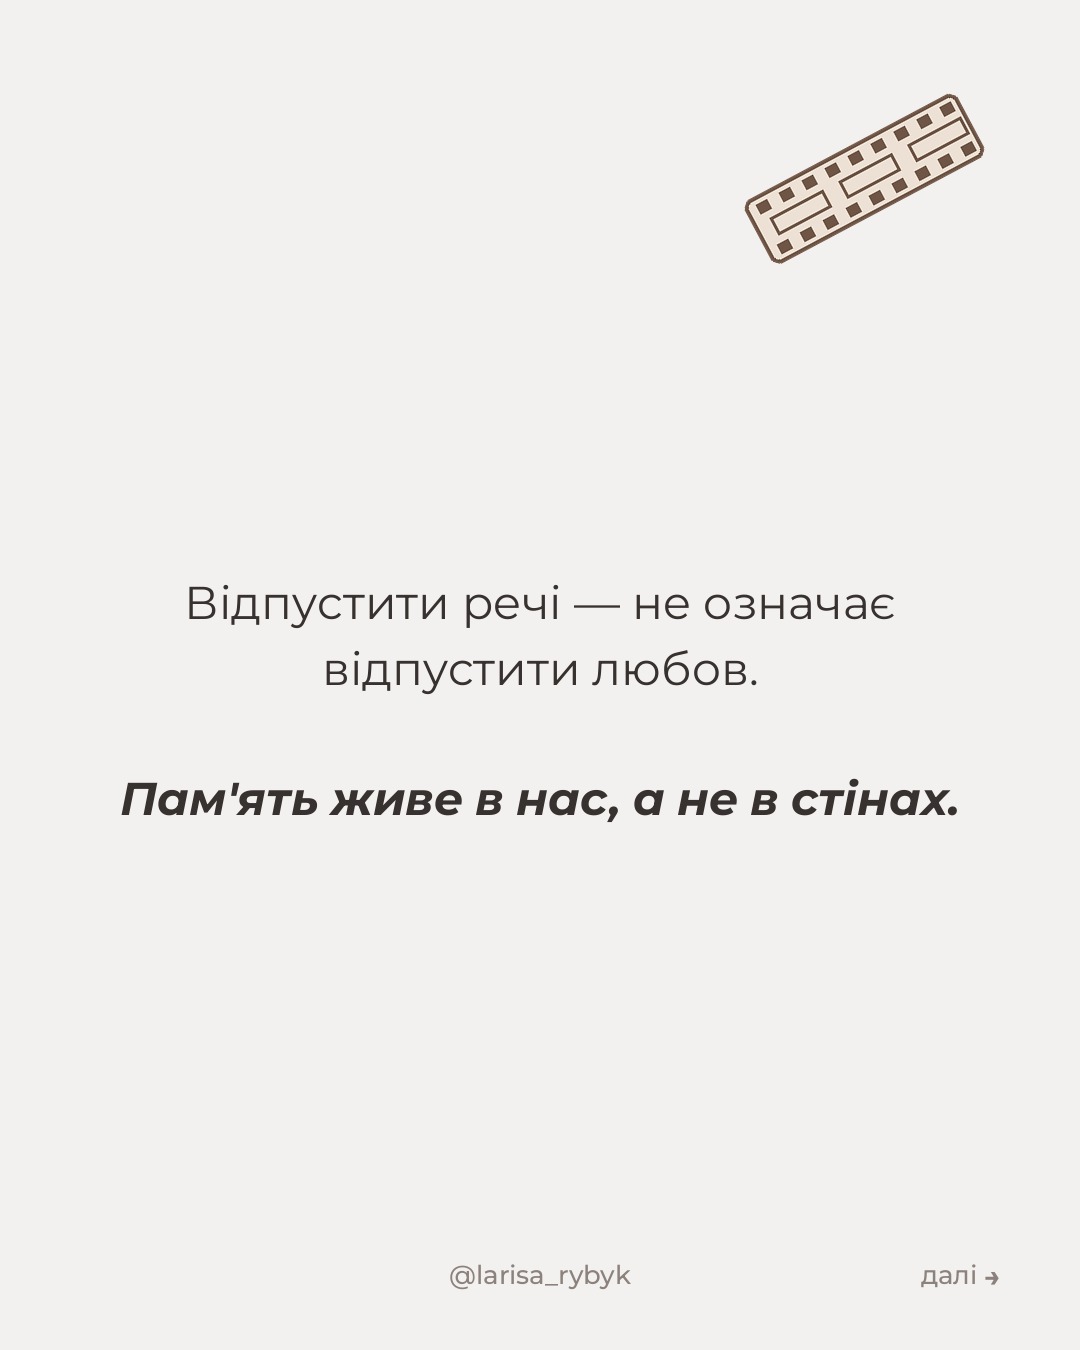 Відпустити речі — не означає
відпустити любов.
Пам'ять живе в нас, а не в стінах.
@larisa_rybyk
далі →